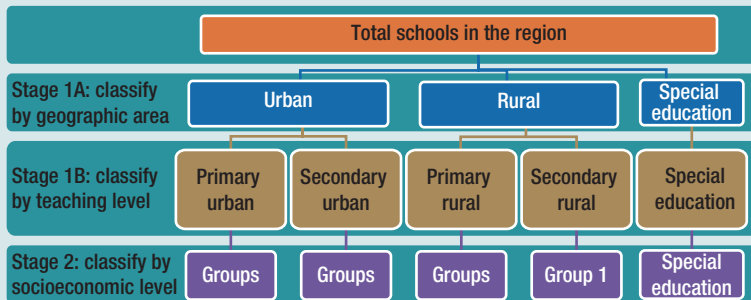 Total schools in the region
Stage 1A: classify
by geographic area
Urban
Rural
Special
education
Stage 1B: classify
by teaching level
Primary
urban
Secondary
urban
Primary
rural
Secondary
rural
Special
education
Stage 2: classify by
socioeconomic level
Groups
Groups
Groups
Group 1
Special
education